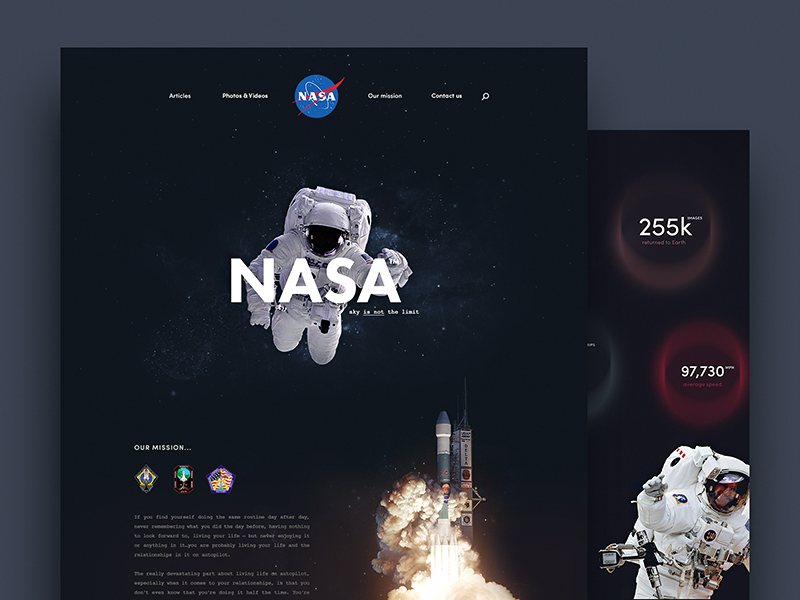 Articles
Photos & Videos
NASA
Our mission
Contact us
NASA
sky is not the limit
OUR MISSION...
If you find yourself doing the same routine day after day,
never remembering what you did the day before, having nothing
to look forward to, living your life – but never enjoying it
or anything in it…you are probably living your life and the
relationships in it on autopilot.
The really devastating part about living life on autopilot,
especially when it comes to your relationships, is that you
don't even know that you're doing it half the time. You're
255k
IMAGES
returned to Earth
97,730
average speed